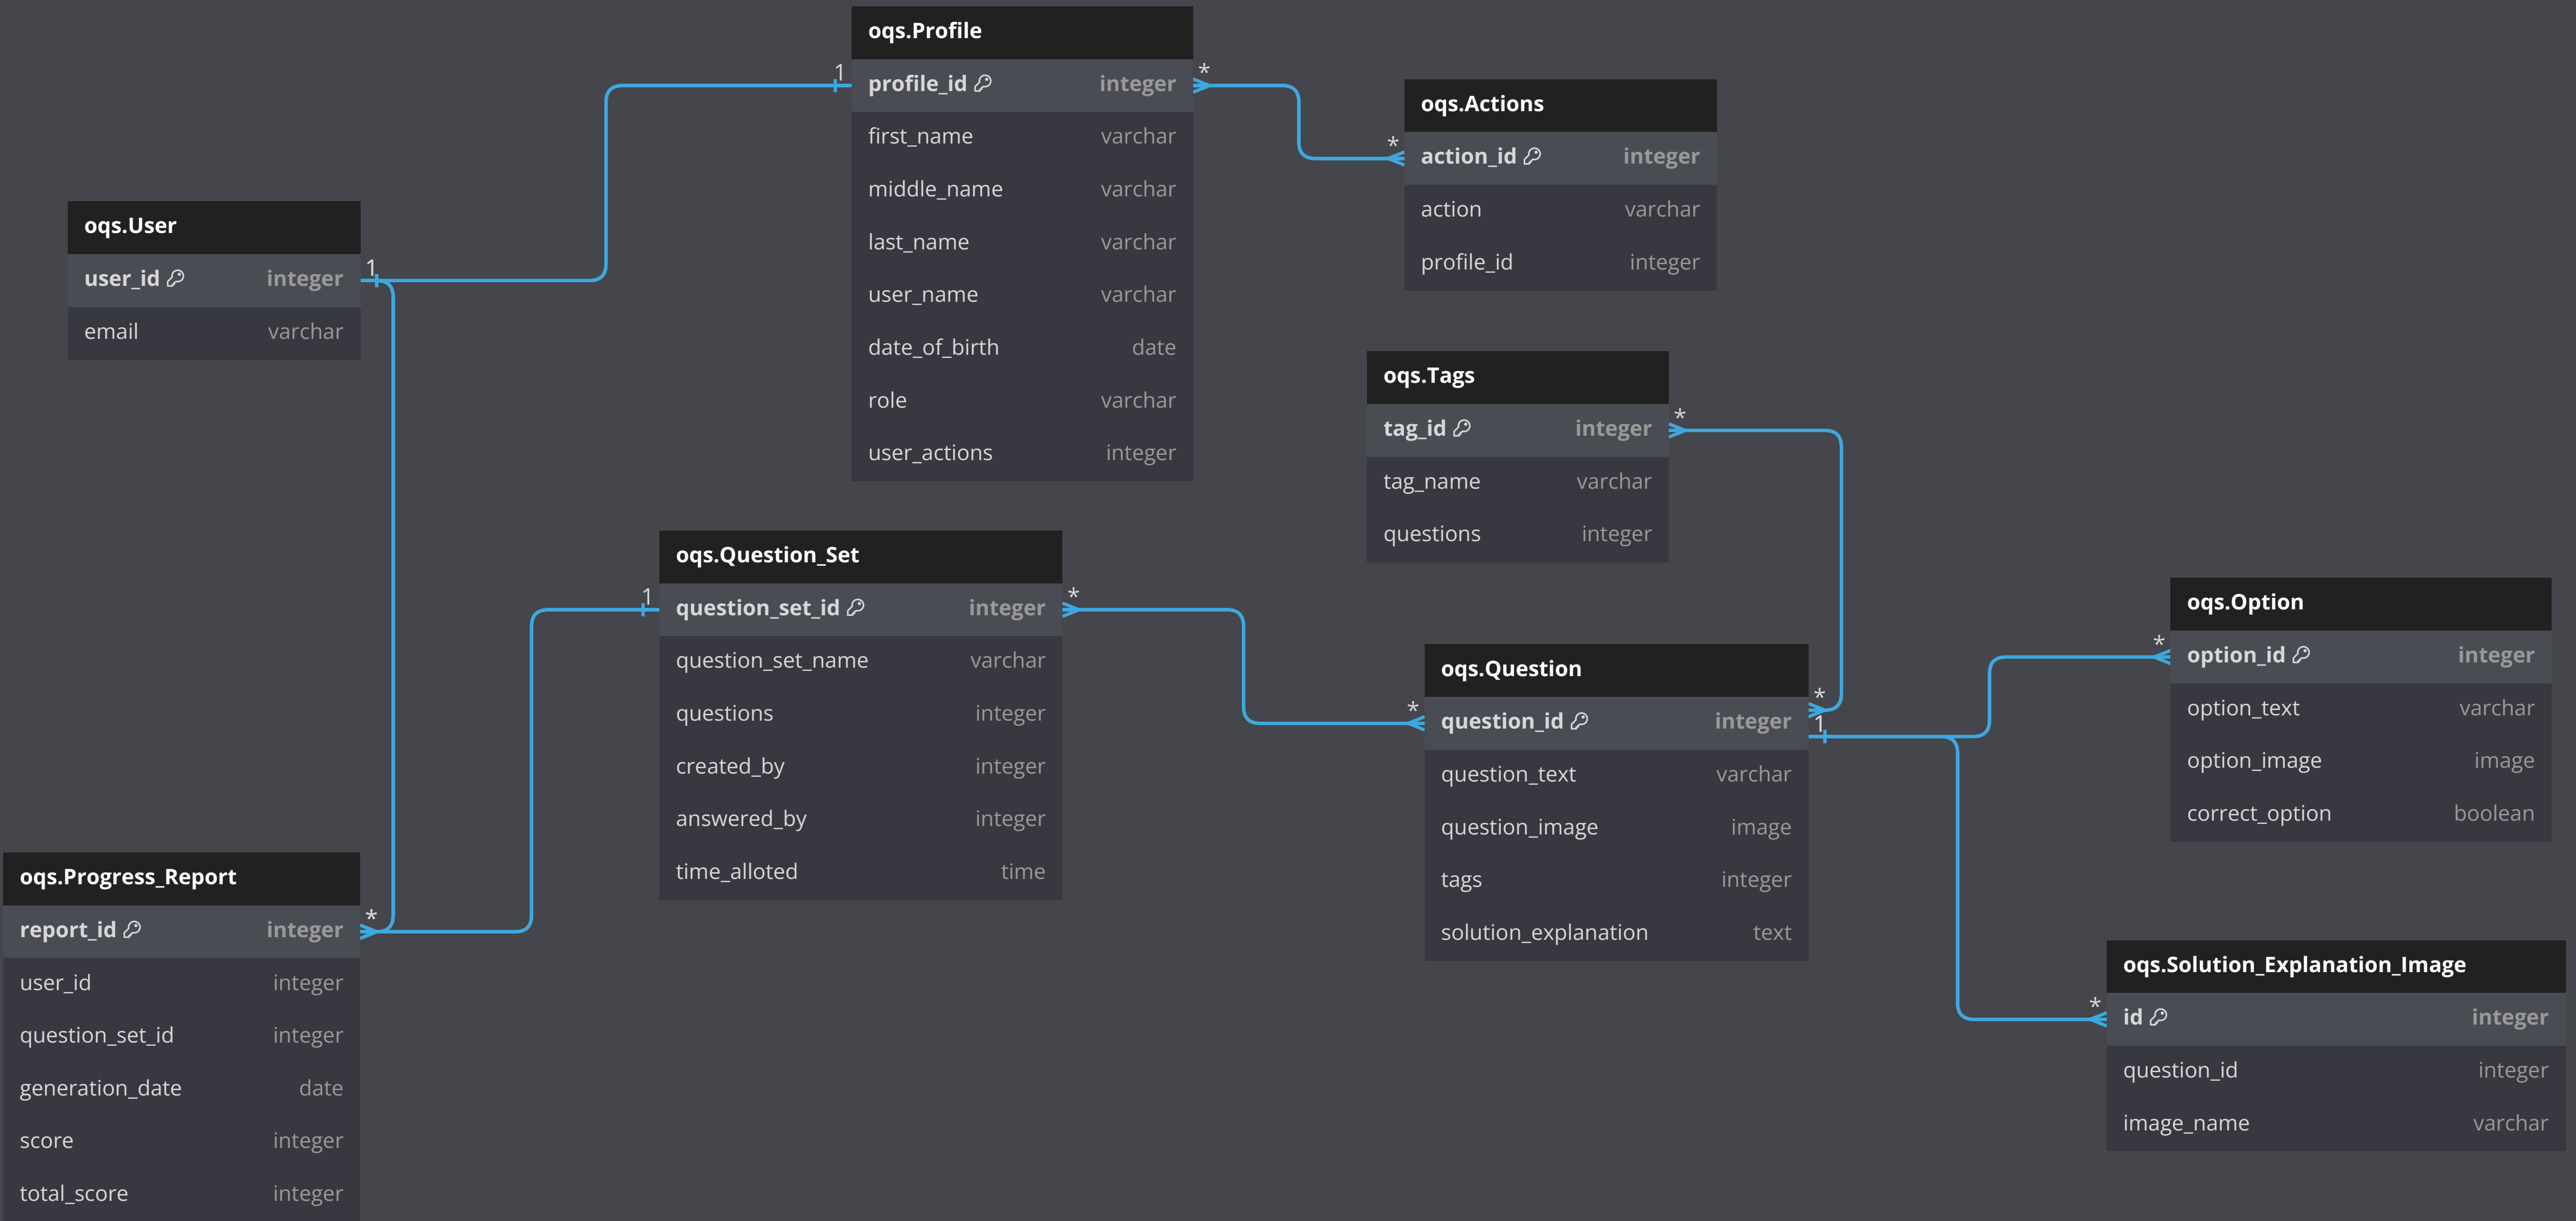 oqs.Profile
1
profile_id integer
*
first_name varchar
middle_name varchar
last_name varchar
user_name varchar
date_of_birth date
role varchar
user_actions integer
oqs.Actions
*
action_id integer
action varchar
profile_id integer
oqs.User
user_id integer
1
email varchar
oqs.Tags
tag_id integer
*
tag_name varchar
questions integer
oqs.Question_Set
1
question_set_id integer
*
question_set_name varchar
questions integer
created_by integer
answered_by integer
time_alloted time
oqs.Question
*
question_id integer
*
1
question_text varchar
question_image image
tags integer
solution_explanation text
oqs.Option
*
option_id integer
option_text varchar
option_image image
correct_option boolean
oqs.Progress_Report
report_id integer
*
user_id integer
question_set_id integer
generation_date date
score integer
total_score integer
oqs.Solution_Explanation_Image
*
id integer
question_id integer
image_name varchar